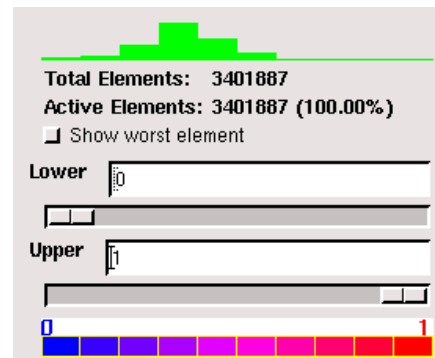 Total Elements: 3401887
Active Elements: 3401887 (100.00%)
Show worst element
Lower 0
Upper 1
0 1